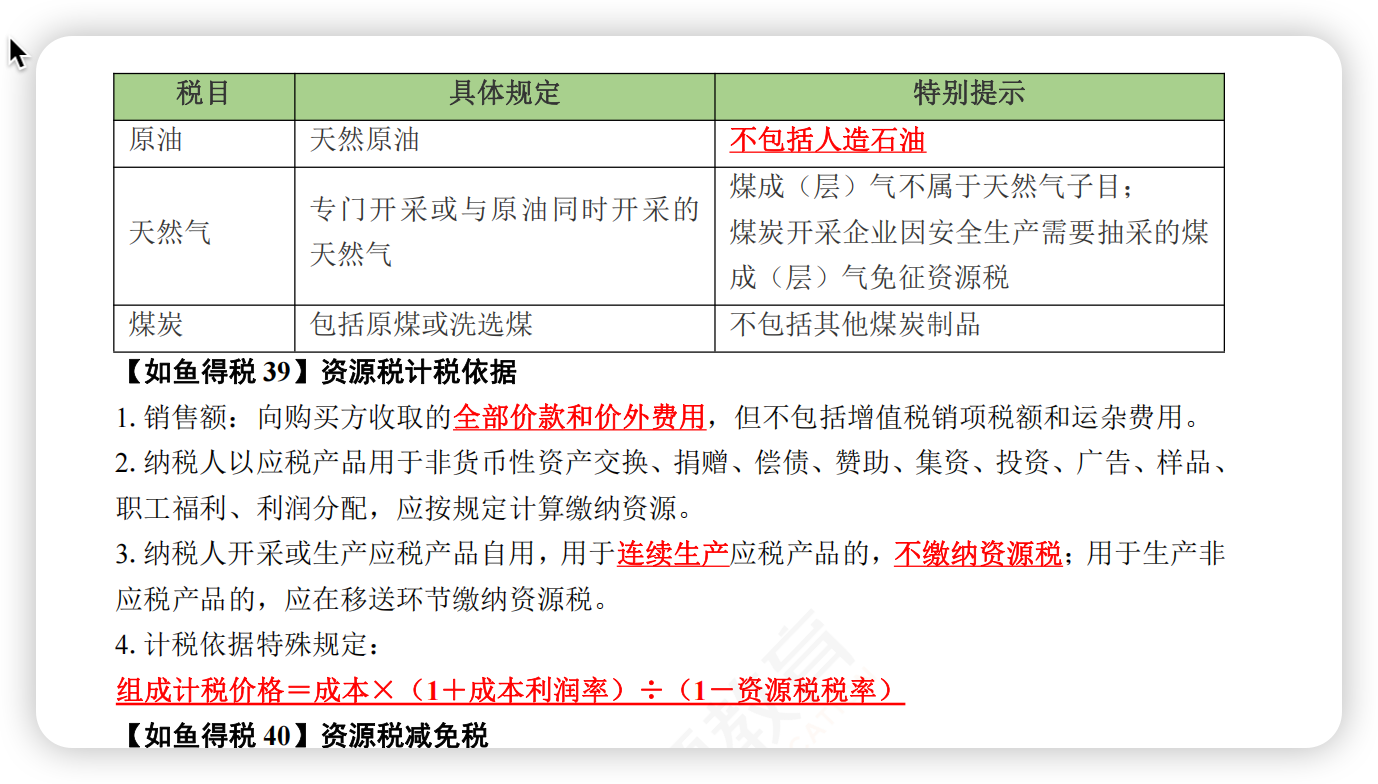 税目 具体规定 特别提示
原油 天然原油 不包括人造石油
天然气 专门开采或与原油同时开采的
天然气
煤成（层）气不属于天然气子目；
煤炭开采企业因安全生产需要抽采的煤
成（层）气免征资源税
煤炭 包括原煤或洗选煤 不包括其他煤炭制品
【如鱼得税 39】资源税计税依据
1. 销售额：向购买方收取的全部价款和价外费用，但不包括增值税销项税额和运杂费用。
2. 纳税人以应税产品用于非货币性资产交换、捐赠、偿债、赞助、集资、投资、广告、样品、
职工福利、利润分配，应按规定计算缴纳资源。
3. 纳税人开采或生产应税产品自用，用于连续生产应税产品的，不缴纳资源税；用于生产非
应税产品的，应在移送环节缴纳资源税。
4. 计税依据特殊规定：
组成计税价格＝成本×（1＋成本利润率）÷（1－资源税税率）
【如鱼得税 40】资源税减免税
教育